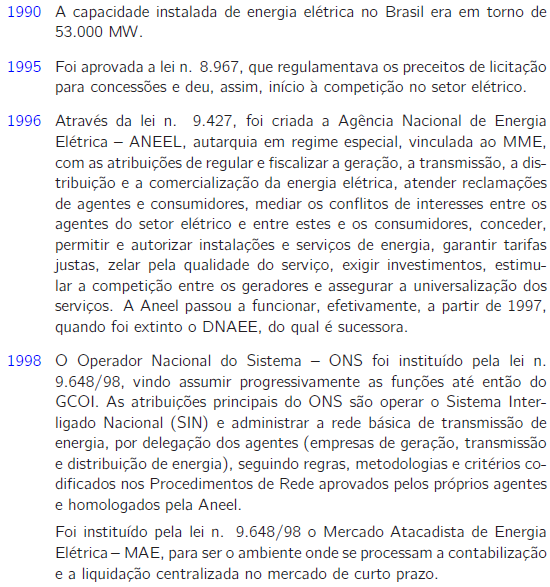 1990 A capacidade instalada de energia elétrica no Brasil era em torno de
53.000 MW.
1995 Foi aprovada a lei n. 8.967, que regulamentava os preceitos de licitação
para concessões e deu, assim, início à competição no setor elétrico.
1996 Através da lei n. 9.427, foi criada a Agência Nacional de Energia
Elétrica – ANEEL, autarquia em regime especial, vinculada ao MME,
com as atribuições de regular e fiscalizar a geração, a transmissão, a dis-
tribuição e a comercialização da energia elétrica, atender reclamações
de agentes e consumidores, mediar os conflitos de interesses entre os
agentes do setor elétrico e entre estes e os consumidores, conceder,
permitir e autorizar instalações e serviços de energia, garantir tarifas
justas, zelar pela qualidade do serviço, exigir investimentos, estimu-
lar a competição entre os geradores e assegurar a universalização dos
serviços. A Aneel passou a funcionar, efetivamente, a partir de 1997,
quando foi extinto o DNAEE, do qual é sucessora.
1998 O Operador Nacional do Sistema – ONS foi instituído pela lei n.
9.648/98, vindo assumir progressivamente as funções até então do
GCOI. As atribuições principais do ONS são operar o Sistema Inter-
ligado Nacional (SIN) e administrar a rede básica de transmissão de
energia, por delegação dos agentes (empresas de geração, transmissão
e distribuição de energia), seguindo regras, metodologias e critérios co-
dificados nos Procedimentos de Rede aprovados pelos próprios agentes
e homologados pela Aneel.
Foi instituído pela lei n. 9.648/98 o Mercado Atacadista de Energia
Elétrica – MAE, para ser o ambiente onde se processam a contabilização
e a liquidação centralizada no mercado de curto prazo.